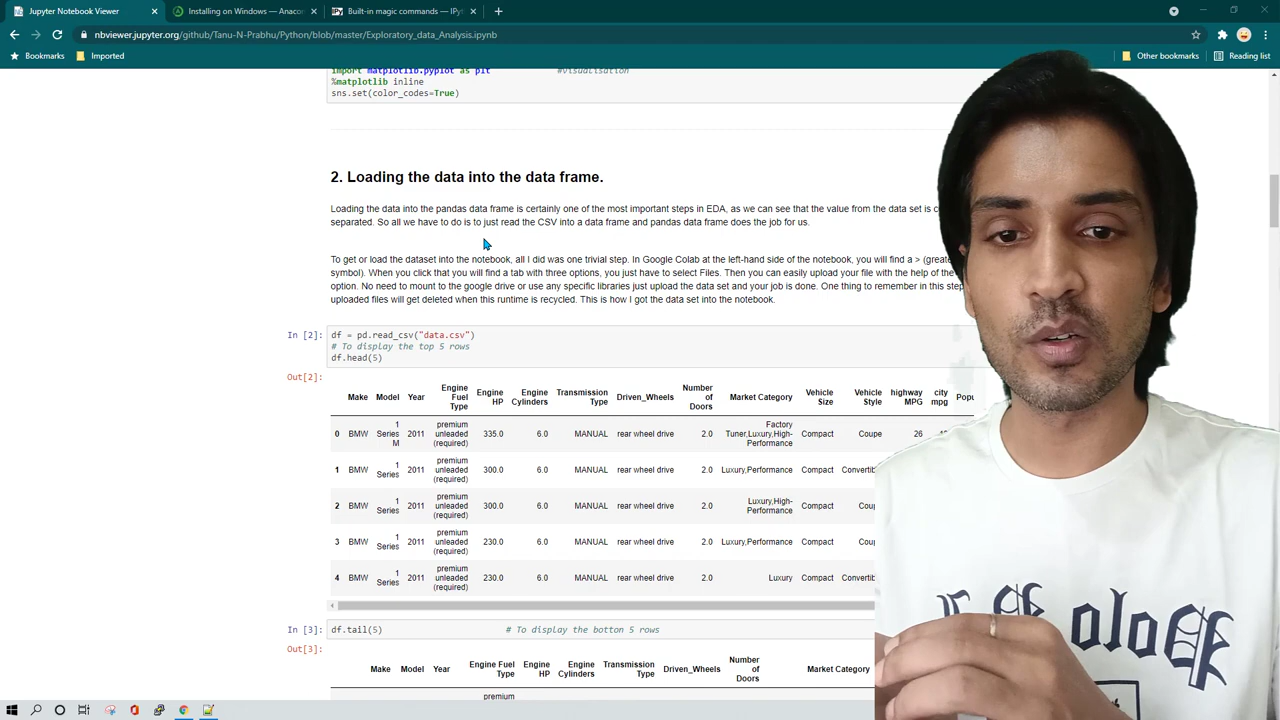 Jupyter Notebook Viewer
Installing on Windows — Anacon
Built-in magic commands — IPyt
nbviewer.jupyter.org/github/Tanu-N-Prabhu/Python/blob/master/Exploratory_data_Analysis.ipynb
Bookmarks Imported Other bookmarks Reading list
import matplotlib.pyplot as plt #visualisation
%matplotlib inline
sns.set(color_codes=True)
2. Loading the data into the data frame.
Loading the data into the pandas data frame is certainly one of the most important steps in EDA, as we can see that the value from the data set is
separated. So all we have to do is to just read the CSV into a data frame and pandas data frame does the job for us.
To get or load the dataset into the notebook, all I did was one trivial step. In Google Colab at the left-hand side of the notebook, you will find a > (
symbol). When you click that you will find a tab with three options, you just have to select Files. Then you can easily upload your file with the help of the
option. No need to mount to the google drive or use any specific libraries just upload the data set and your job is done. One thing to remember in this step
uploaded files will get deleted when this runtime is recycled. This is how I got the data set into the notebook.
In [2]: df = pd.read_csv("data.csv")
# To display the top 5 rows
df.head(5)
Out[2]:
Make Model Year Engine Fuel Type Engine HP Engine Cylinders Transmission Type Driven_Wheels Number of Doors Market Category Vehicle Size Vehicle Style highway MPG city mpg Popu
0 BMW 1 Series M 2011 premium unleaded (required) 335.0 6.0 MANUAL rear wheel drive 2.0 Factory Tuner,Luxury,High-Performance Compact Coupe 26
1 BMW 1 Series 2011 premium unleaded (required) 300.0 6.0 MANUAL rear wheel drive 2.0 Luxury,Performance Compact Convertib
2 BMW 1 Series 2011 premium unleaded (required) 300.0 6.0 MANUAL rear wheel drive 2.0 Luxury,High-Performance Compact Coup
3 BMW 1 Series 2011 premium unleaded (required) 230.0 6.0 MANUAL rear wheel drive 2.0 Luxury,Performance Compact Coup
4 BMW 1 Series 2011 premium unleaded (required) 230.0 6.0 MANUAL rear wheel drive 2.0 Luxury Compact Convertib
In [3]: df.tail(5) # To display the botton 5 rows
Out[3]:
Make Model Year Engine Fuel Type Engine HP Engine Cylinders Transmission Type Driven_Wheels Number of Doors Market Category
premium